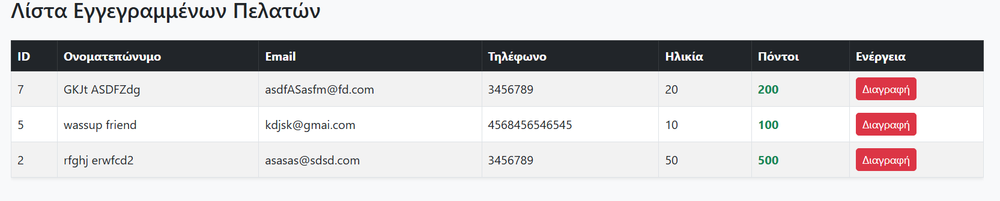 Λίστα Εγγεγραμμένων Πελατών
ID Ονοματεπώνυμο Email Τηλέφωνο Ηλικία Πόντοι Ενέργεια
7 GKJt ASDFZdg asdfASasfm@fd.com 3456789 20 200 Διαγραφή
5 wassup friend kdjsk@gmai.com 4568456546545 10 100 Διαγραφή
2 rfghj erwfcd2 asasas@sdsd.com 3456789 50 500 Διαγραφή